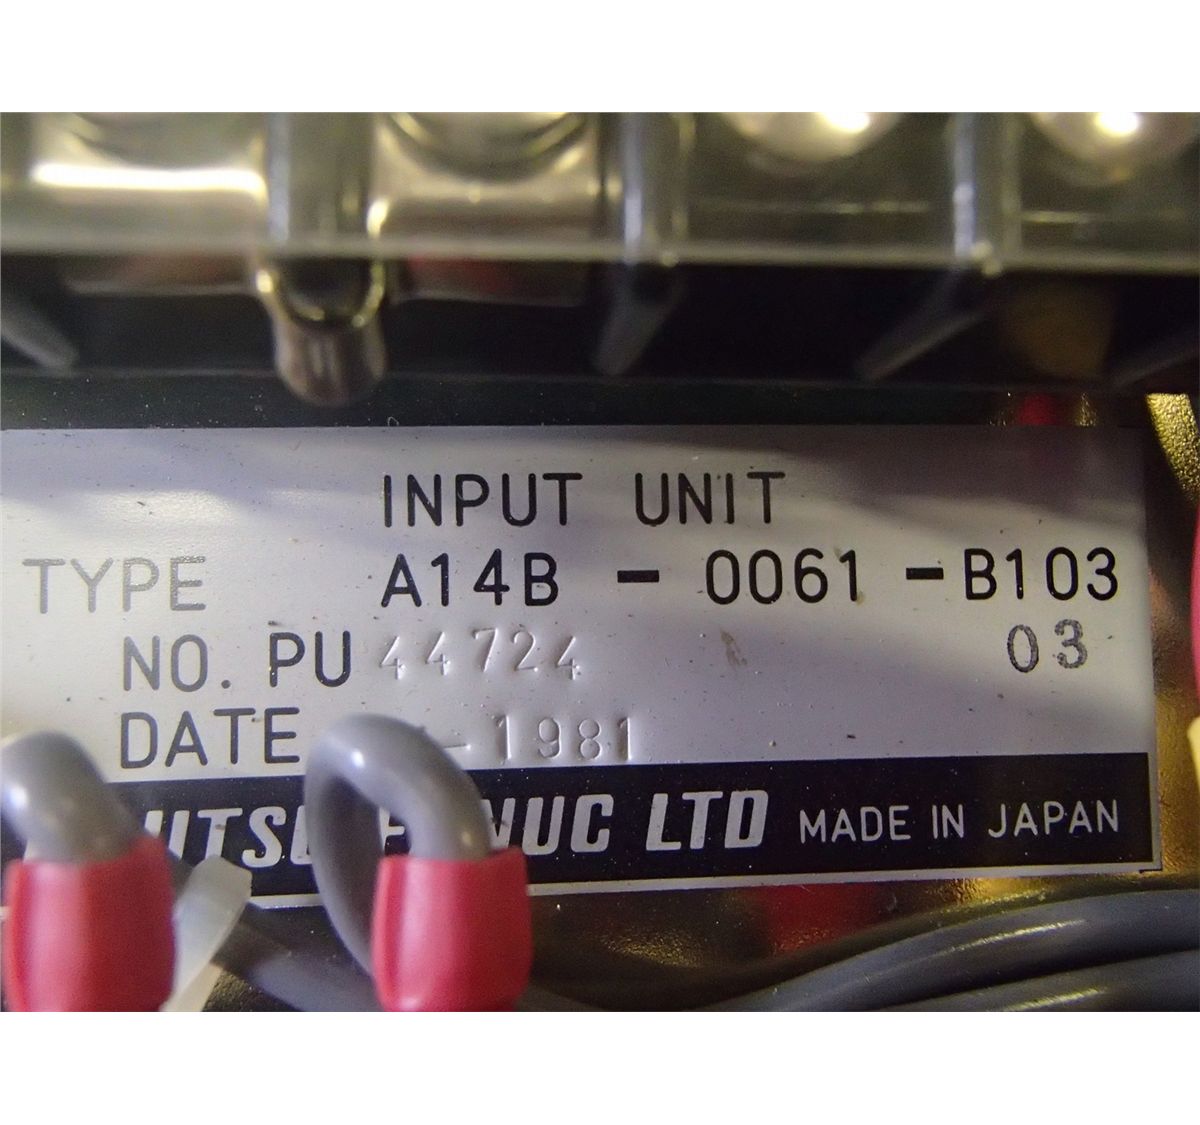 INPUT UNIT
TYPE A14B - 0061 - B103
NO. PU 44724 03
DATE - 1981
LTD MADE IN JAPAN